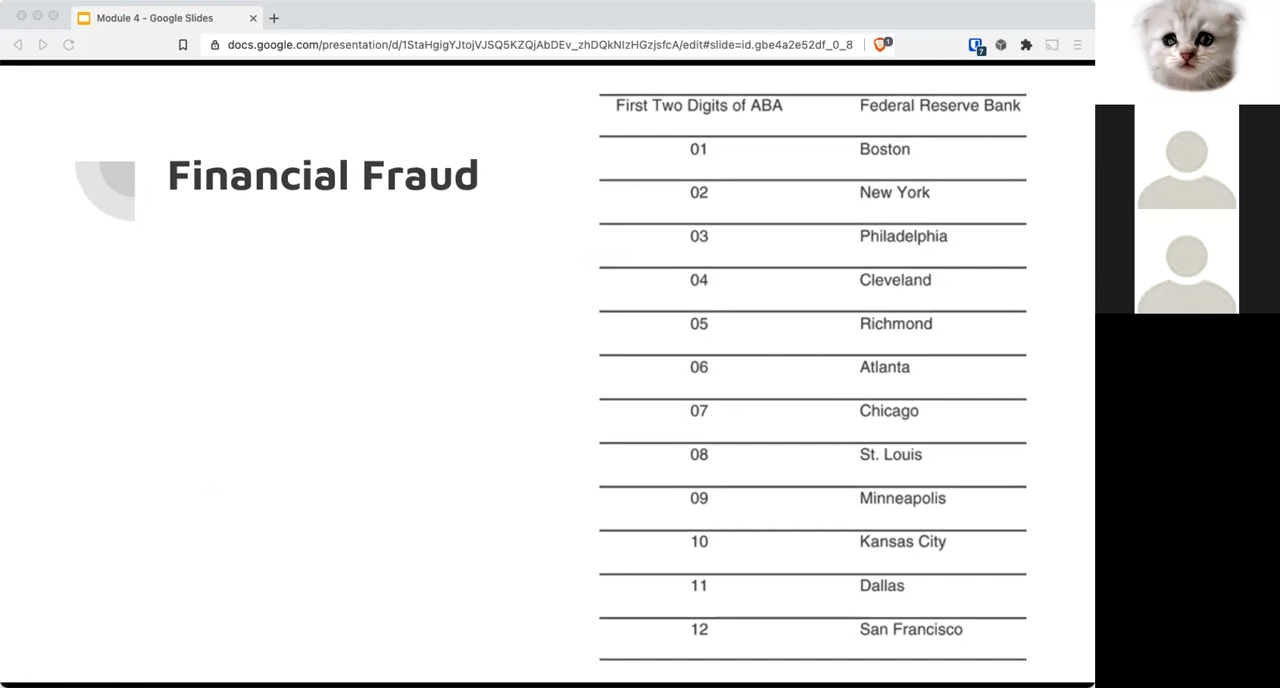 Module 4 - Google Slides
docs.google.com/presentation/d/1StaHgigYJtojVJSQ5KZQjAbDEv_zhDQkNIzHGzjsfcA/edit#slide=id.gbe4a2e52df_0_8
1
7
Financial Fraud
First Two Digits of ABA Federal Reserve Bank
01 Boston
02 New York
03 Philadelphia
04 Cleveland
05 Richmond
06 Atlanta
07 Chicago
08 St. Louis
09 Minneapolis
10 Kansas City
11 Dallas
12 San Francisco